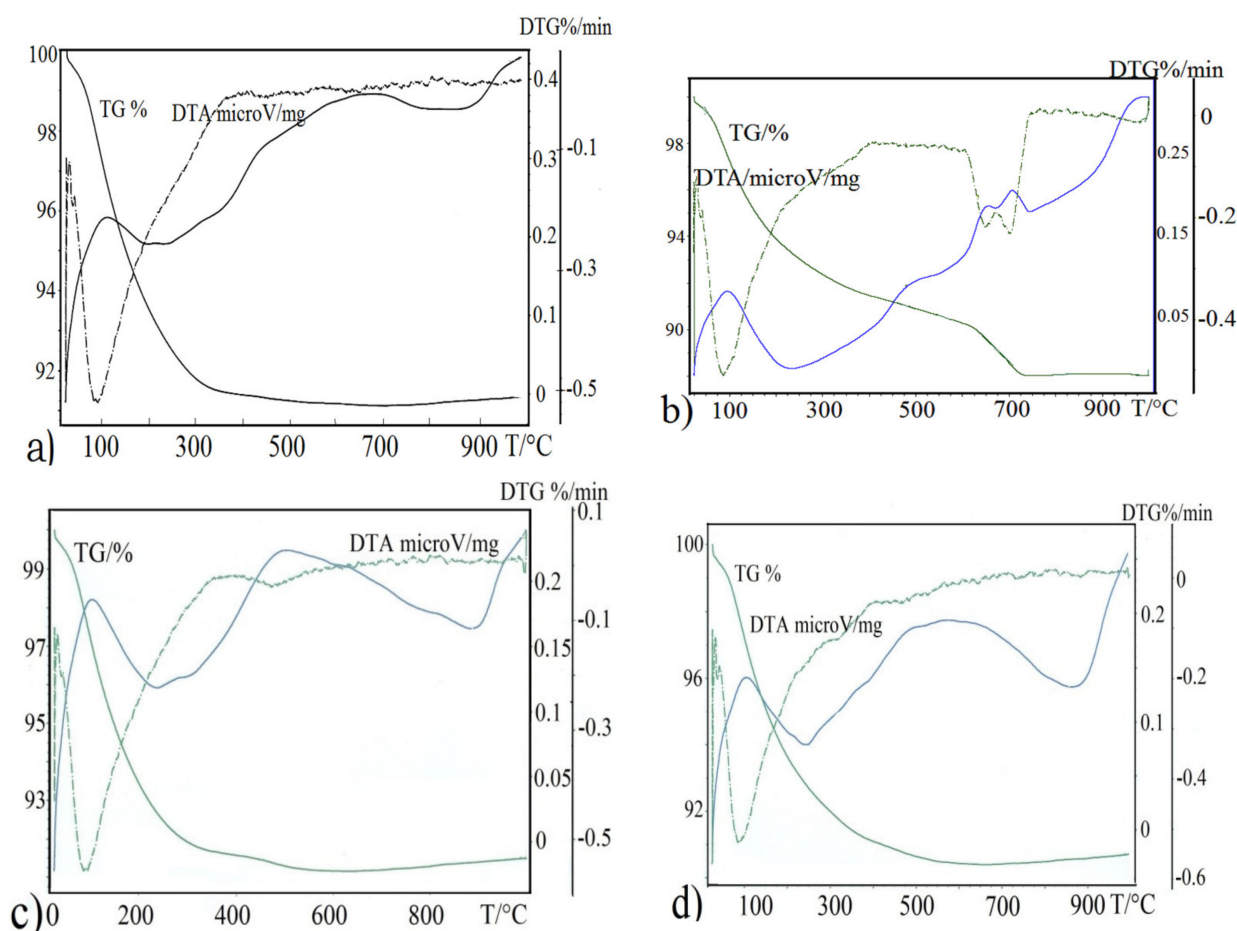 DTG%/min
100
TG %
DTA microV/mg
0.4
98
-0.1
0.3
96
0.2
-0.3
94
0.1
92
0
-0.5
a)
100 300 500 700 900 T/°C
DTG%/min
98
TG/%
0
0.25
DTA/microV/mg
-0.2
94
0.05
-0.4
90
b)
100 300 500 700 900 T/°C
DTG %/min
0.1
TG/%
DTA microV/mg
99
0.2
-0.1
97
0.15
95
0.1
-0.3
93
0.05
0
-0.5
c)
0 200 400 600 800 T/°C
DTG%/min
100
TG %
0
0.2
DTA microV/mg
96
-0.2
0.1
-0.4
92
0
-0.6
d)
100 300 500 700 900 T/°C